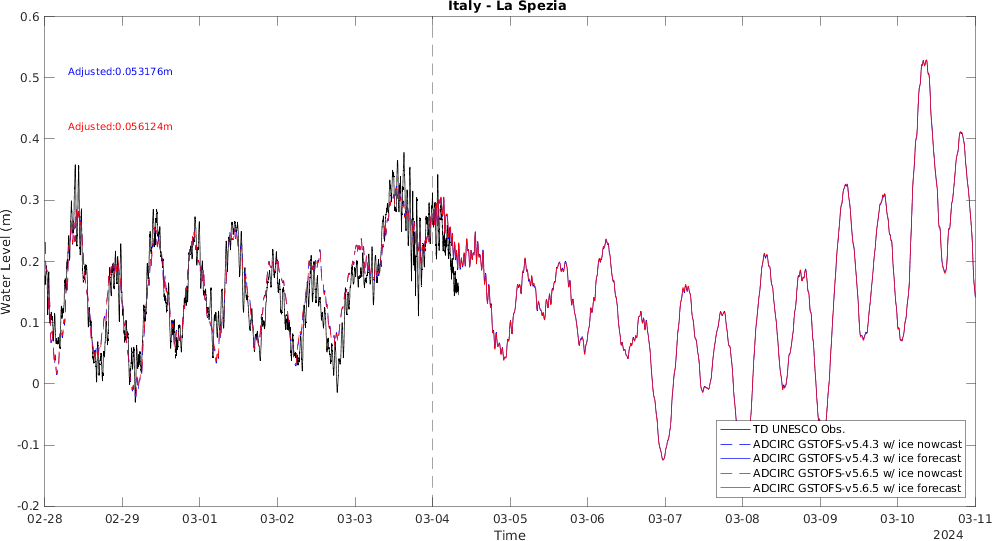 Italy - La Spezia
Water Level (m)
0.6
0.5
0.4
0.3
0.2
0.1
0
-0.1
-0.2
Adjusted:0.053176m
Adjusted:0.056124m
TD UNESCO Obs.
ADCIRC GSTOFS-v5.4.3 w/ ice nowcast
ADCIRC GSTOFS-v5.4.3 w/ ice forecast
ADCIRC GSTOFS-v5.6.5 w/ ice nowcast
ADCIRC GSTOFS-v5.6.5 w/ ice forecast
02-28 02-29 03-01 03-02 03-03 03-04 03-05 03-06 03-07 03-08 03-09 03-10 03-11
Time
2024